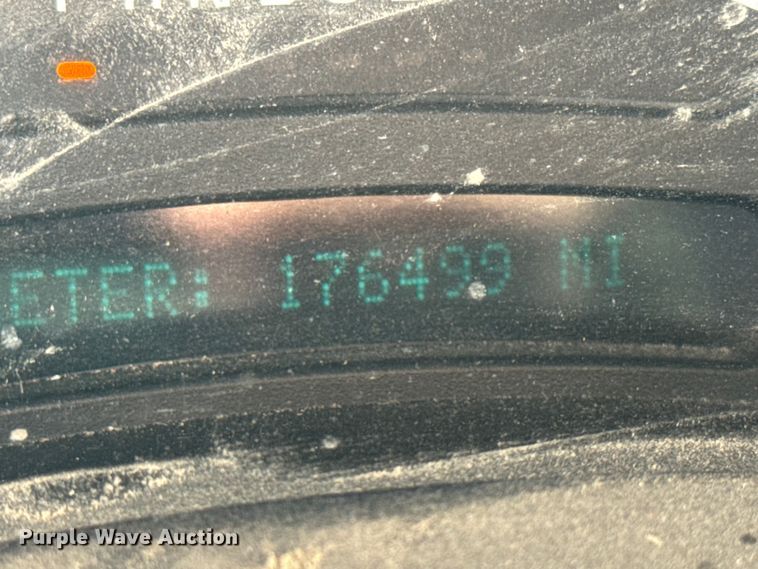 ETER: 176499 MI
Purple Wave Auction